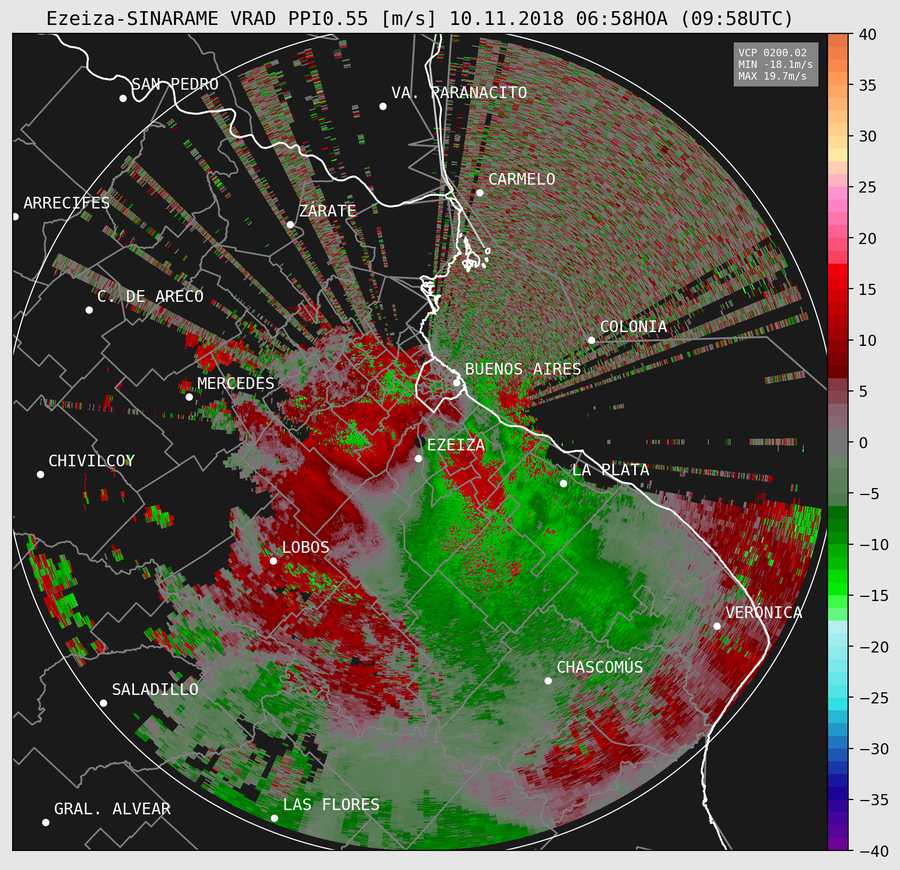 Ezeiza-SINARAME VRAD PPI0.55 [m/s] 10.11.2018 06:58HOA (09:58UTC)
VCP 0200.02
MIN -18.1m/s
MAX 19.7m/s
SAN PEDRO
VA. PARANACITO
CARMELO
ARRECIFES
ZÁRATE
C. DE ARECO
COLONIA
BUENOS AIRES
MERCEDES
EZEIZA
CHIVILCOY
LA PLATA
LOBOS
VERÓNICA
CHASCOMÚS
SALADILLO
LAS FLORES
GRAL. ALVEAR
40
35
30
25
20
15
10
5
0
−5
−10
−15
−20
−25
−30
−35
−40